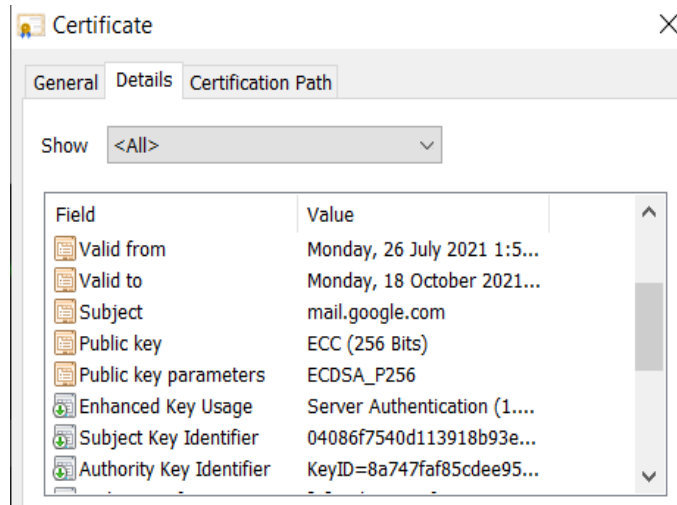 Certificate
General Details Certification Path
Show <All>
Field Value
Valid from Monday, 26 July 2021 1:5...
Valid to Monday, 18 October 2021...
Subject mail.google.com
Public key ECC (256 Bits)
Public key parameters ECDSA_P256
Enhanced Key Usage Server Authentication (1....
Subject Key Identifier 04086f7540d113918b93e...
Authority Key Identifier KeyID=8a747faf85cdee95...